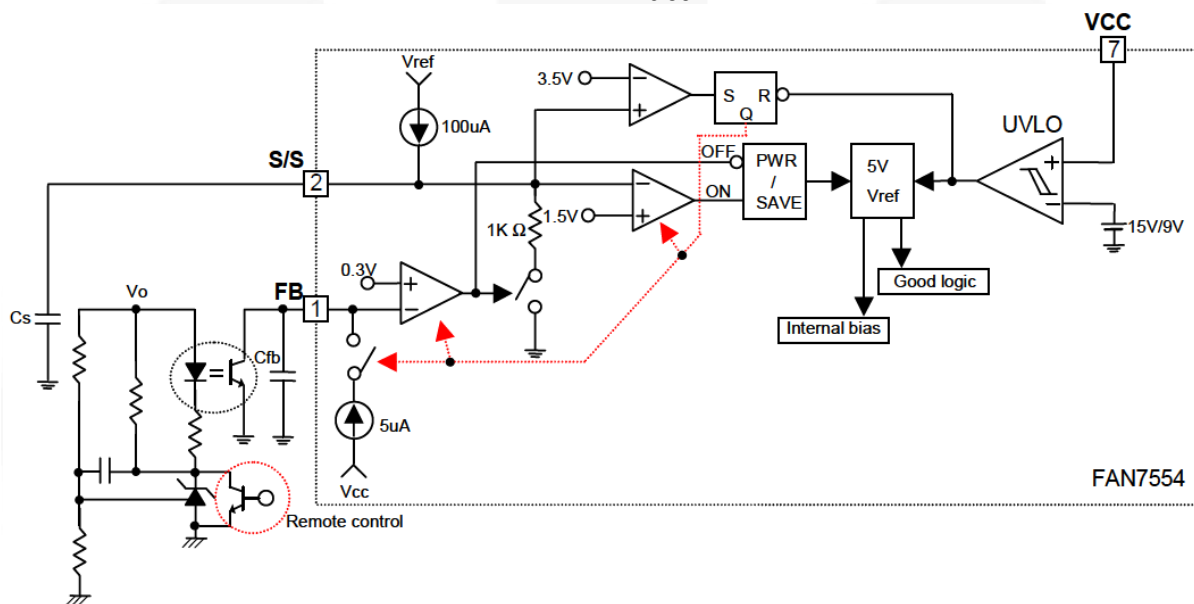 VCC
7
Vref
3.5V
S
R
Q
100uA
UVLO
S/S
2
OFF
PWR
/
SAVE
5V
Vref
ON
1.5V
1K Ω
15V/9V
0.3V
Good logic
Vo
FB
1
Cs
Internal bias
Cfb
5uA
Vcc
FAN7554
Remote control